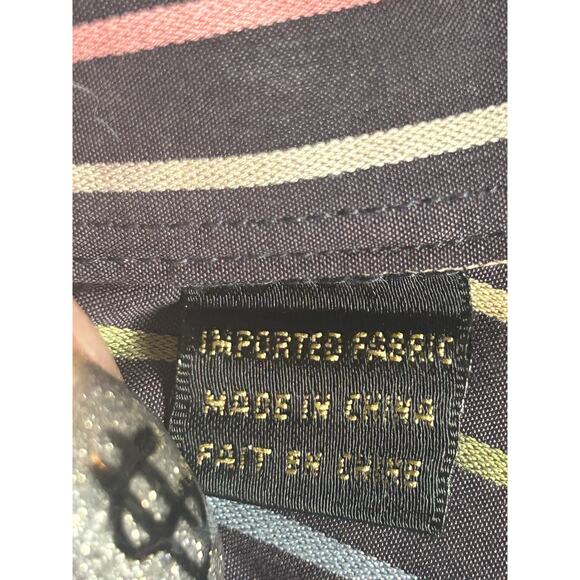 IMPORTED FABRIC
MADE IN CHINA
FAIT EN CHINE